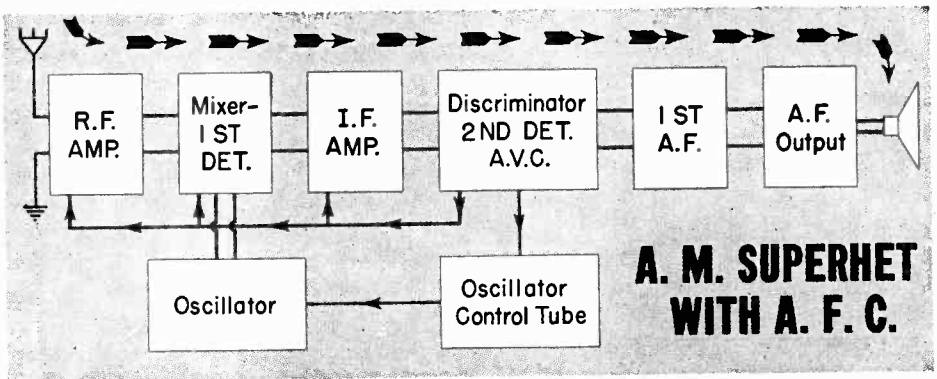 R.F.
AMP.
Mixer-
1 ST
DET.
I.F.
AMP.
Discriminator
2ND DET.
A.V.C.
1 ST
A.F.
A.F.
Output
Oscillator
Oscillator
Control Tube
A. M. SUPERHET
WITH A. F. C.